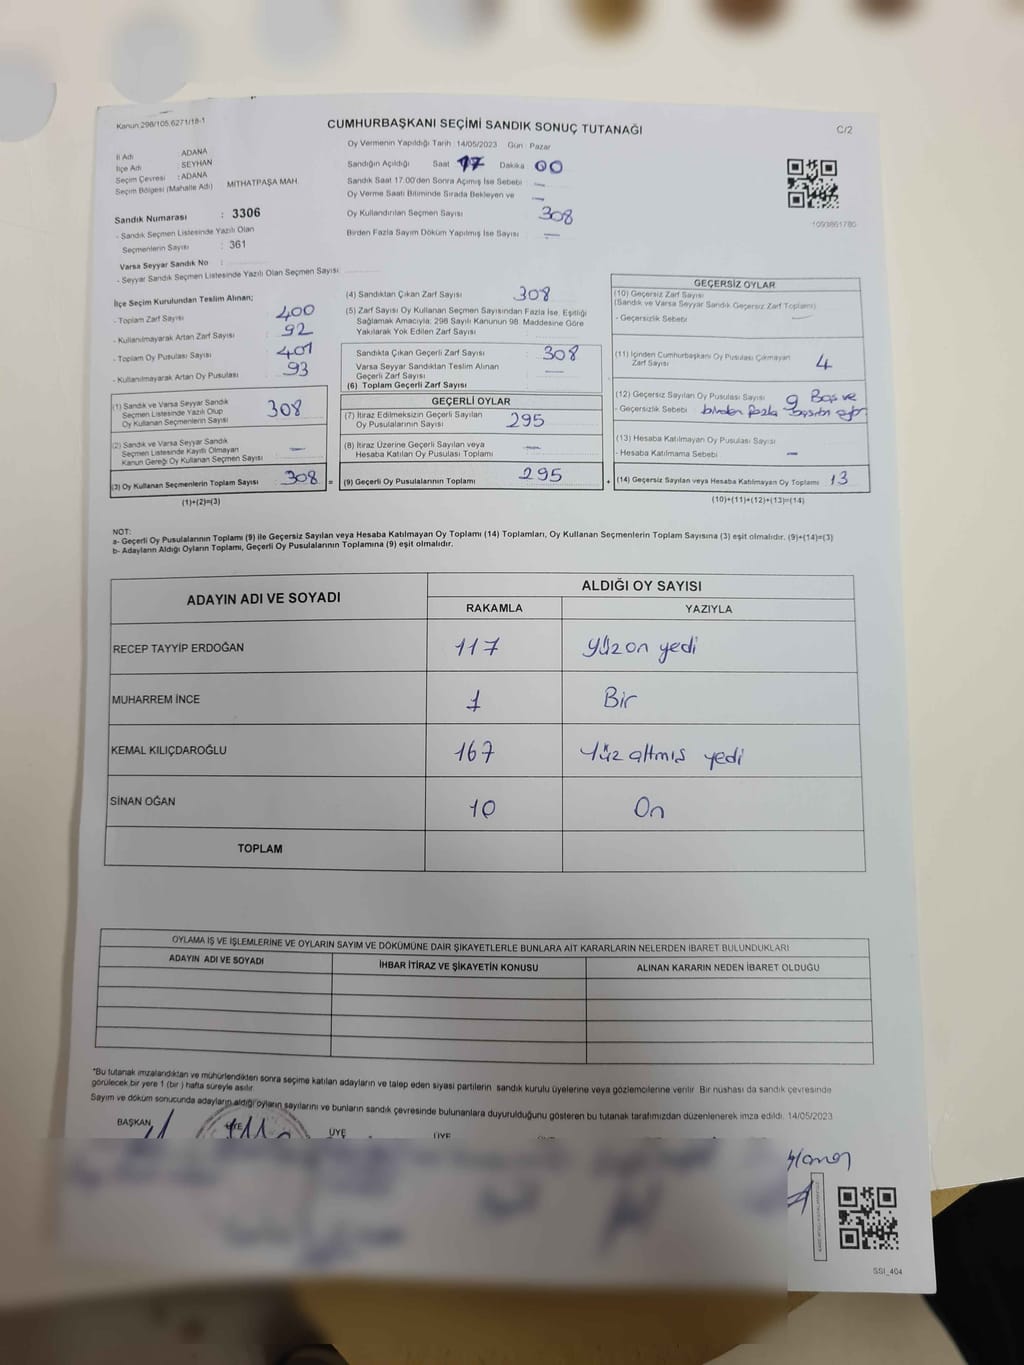 Kanun:298/105,6271/18-1
CUMHURBAŞKANI SEÇİMİ SANDIK SONUÇ TUTANAĞI
C/2
İl Adı : ADANA
İlçe Adı : SEYHAN
Seçim Çevresi : ADANA
Seçim Bölgesi (Mahalle Adı) MİTHATPAŞA MAH.
Sandık Numarası : 3306
- Sandık Seçmen Listesinde Yazılı Olan
Seçmenlerin Sayısı : 361
Varsa Seyyar Sandık No :
- Seyyar Sandık Seçmen Listesinde Yazılı Olan Seçmen Sayısı
Oy Vermenin Yapıldığı Tarih 14/05/2023 Gün Pazar
Sandığın Açıldığı Saat 17 Dakika 00
Sandık Saat 17.00'den Sonra Açmış İse Sebebi : —
Oy Verme Saati Bitiminde Sırada Bekleyen ve —
Oy Kullandırılan Seçmen Sayısı 308
Birden Fazla Sayım Döküm Yapılmış İse Sayısı : —
1093861780
İlçe Seçim Kurulundan Teslim Alınan;
- Toplam Zarf Sayısı 400
- Kullanılmayarak Artan Zarf Sayısı 92
- Toplam Oy Pusulası Sayısı 401
- Kullanılmayarak Artan Oy Pusulası 93
(1) Sandık ve Varsa Seyyar Sandık
Seçmen Listesinde Yazılı Olup
Oy Kullanan Seçmenlerin Sayısı 308
(2) Sandık ve Varsa Seyyar Sandık
Seçmen Listesinde Kayıtlı Olmayan
Kanun Gereği Oy Kullanan Seçmen Sayısı —
(3) Oy Kullanan Seçmenlerin Toplam Sayısı : 308 =
(1)+(2)=(3)
(4) Sandıktan Çıkan Zarf Sayısı 308
(5) Zarf Sayısı Oy Kullanan Seçmen Sayısından Fazla İse, Eşitliği
Sağlamak Amacıyla; 298 Sayılı Kanunun 98. Maddesine Göre
Yakılarak Yok Edilen Zarf Sayısı
Sandıkta Çıkan Geçerli Zarf Sayısı : 308
Varsa Seyyar Sandıktan Teslim Alınan
Geçerli Zarf Sayısı —
(6) Toplam Geçerli Zarf Sayısı
GEÇERLİ OYLAR
(7) İtiraz Edilmeksizin Geçerli Sayılan
Oy Pusulalarının Sayısı 295
(8) İtiraz Üzerine Geçerli Sayılan veya
Hesaba Katılan Oy Pusulası Toplamı —
(9) Geçerli Oy Pusulalarının Toplamı 295 +
GEÇERSİZ OYLAR
(10) Geçersiz Zarf Sayısı
(Sandık ve Varsa Seyyar Sandık Geçersiz Zarf Toplamı)
- Geçersizlik Sebebi —
(11) İçinden Cumhurbaşkanı Oy Pusulası Çıkmayan
Zarf Sayısı 4
(12) Geçersiz Sayılan Oy Pusulası Sayısı 9 Boş ve
- Geçersizlik Sebebi : birden fazla
(13) Hesaba Katılmayan Oy Pusulası Sayısı
- Hesaba Katılmama Sebebi —
(14) Geçersiz Sayılan veya Hesaba Katılmayan Oy Toplamı 13
(10)+(11)+(12)+(13)=(14)
NOT:
a- Geçerli Oy Pusulalarının Toplamı (9) ile Geçersiz Sayılan veya Hesaba Katılmayan Oy Toplamı (14) Toplamları, Oy Kullanan Seçmenlerin Toplam Sayısına (3) eşit olmalıdır. (9)+(14)=(3)
b- Adayların Aldığı Oyların Toplamı, Geçerli Oy Pusulalarının Toplamına (9) eşit olmalıdır.
ADAYIN ADI VE SOYADI
ALDIĞI OY SAYISI
RAKAMLA YAZIYLA
RECEP TAYYİP ERDOĞAN 117 Yüz on yedi
MUHARREM İNCE 1 Bir
KEMAL KILIÇDAROĞLU 167 Yüz altmış yedi
SİNAN OĞAN 10 On
TOPLAM
OYLAMA İŞ VE İŞLEMLERİNE VE OYLARIN SAYIM VE DÖKÜMÜNE DAİR ŞİKAYETLERLE BUNLARA AİT KARARLARIN NELERDEN İBARET BULUNDUKLARI
ADAYIN ADI VE SOYADI İHBAR İTİRAZ VE ŞİKAYETİN KONUSU ALINAN KARARIN NEDEN İBARET OLDUĞU
*Bu tutanak imzalandıktan ve mühürlendikten sonra seçime katılan adayların ve talep eden siyasi partilerin sandık kurulu üyelerine veya gözlemcilerine verilir. Bir nüshası da sandık çevresinde
görülecek bir yere 1 (bir ) hafta süreyle asılır.
Sayım ve döküm sonucunda adayların aldığı oyların sayılarını ve bunların sandık çevresinde bulunanlara duyurulduğunu gösteren bu tutanak tarafımızdan düzenlenerek imza edildi. 14/05/2023
BAŞKAN ÜYE ÜYE ÜYE
SSI_404